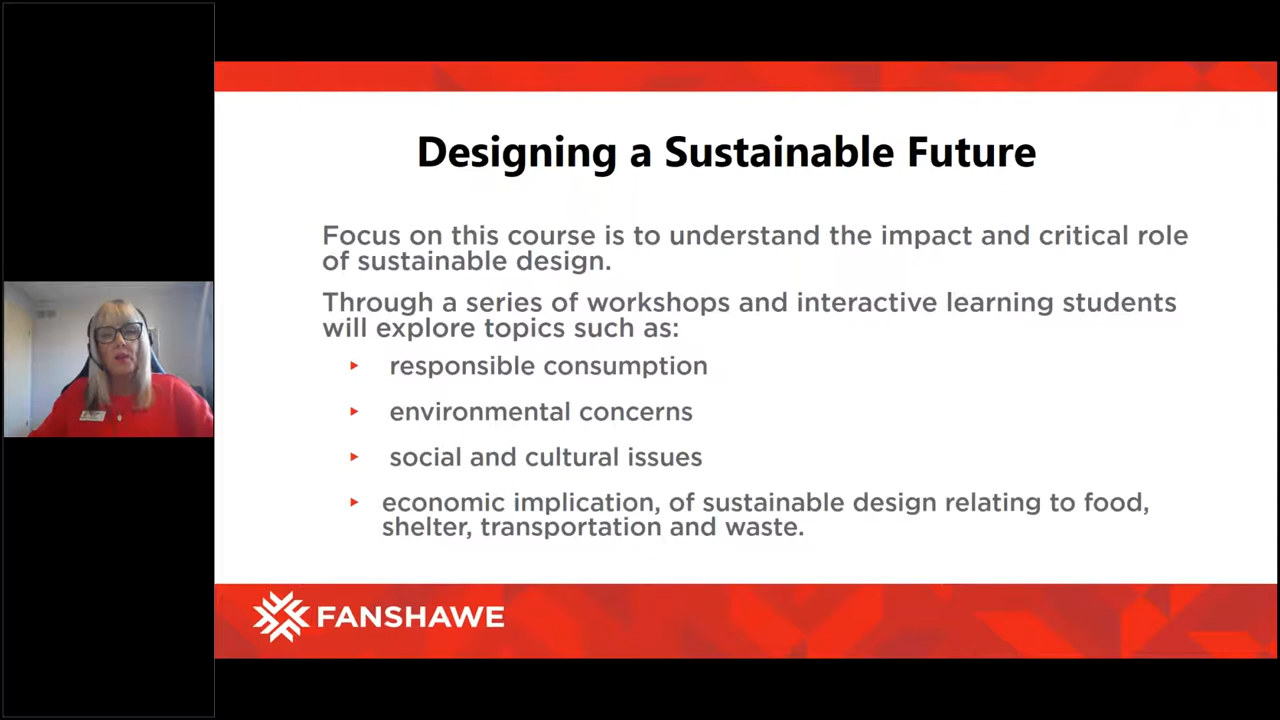 Designing a Sustainable Future
Focus on this course is to understand the impact and critical role
of sustainable design.
Through a series of workshops and interactive learning students
will explore topics such as:
responsible consumption
environmental concerns
social and cultural issues
economic implication, of sustainable design relating to food,
shelter, transportation and waste.
FANSHAWE